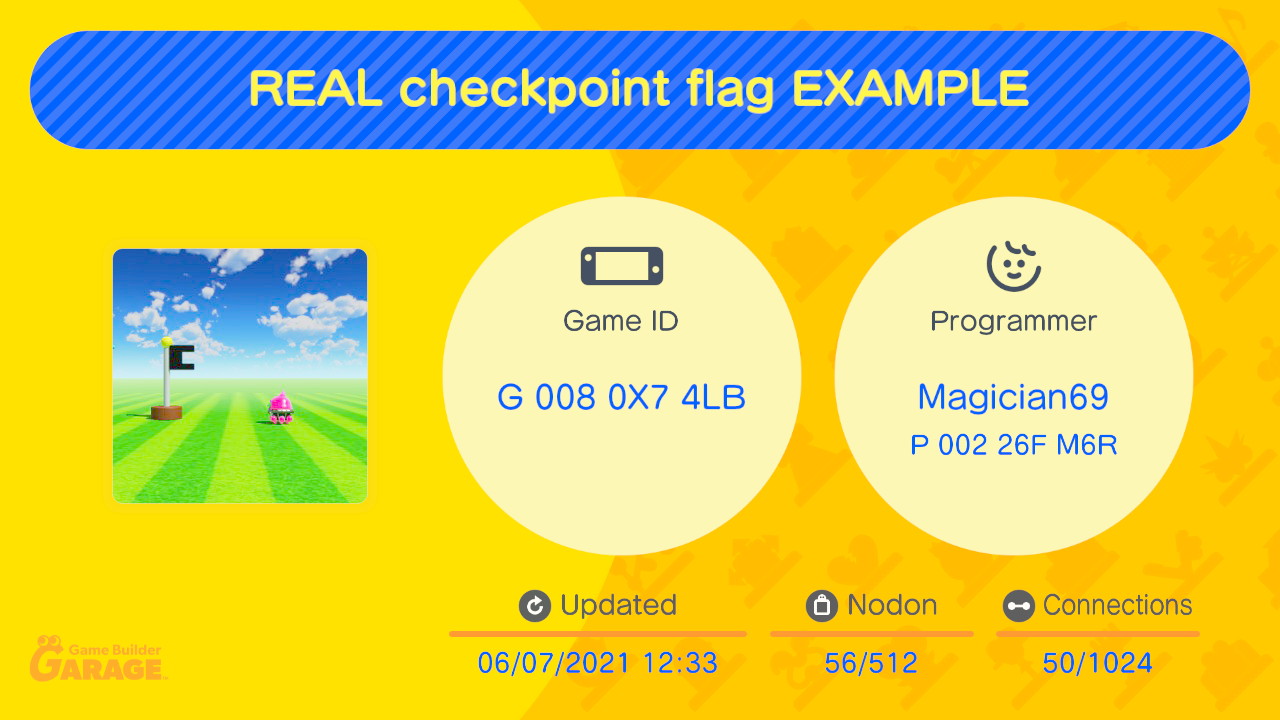 REAL checkpoint flag EXAMPLE
Game ID
G 008 0X7 4LB
Programmer
Magician69
P 002 26F M6R
Updated
06/07/2021 12:33
Nodon
56/512
Connections
50/1024
Game Builder
GARAGE™